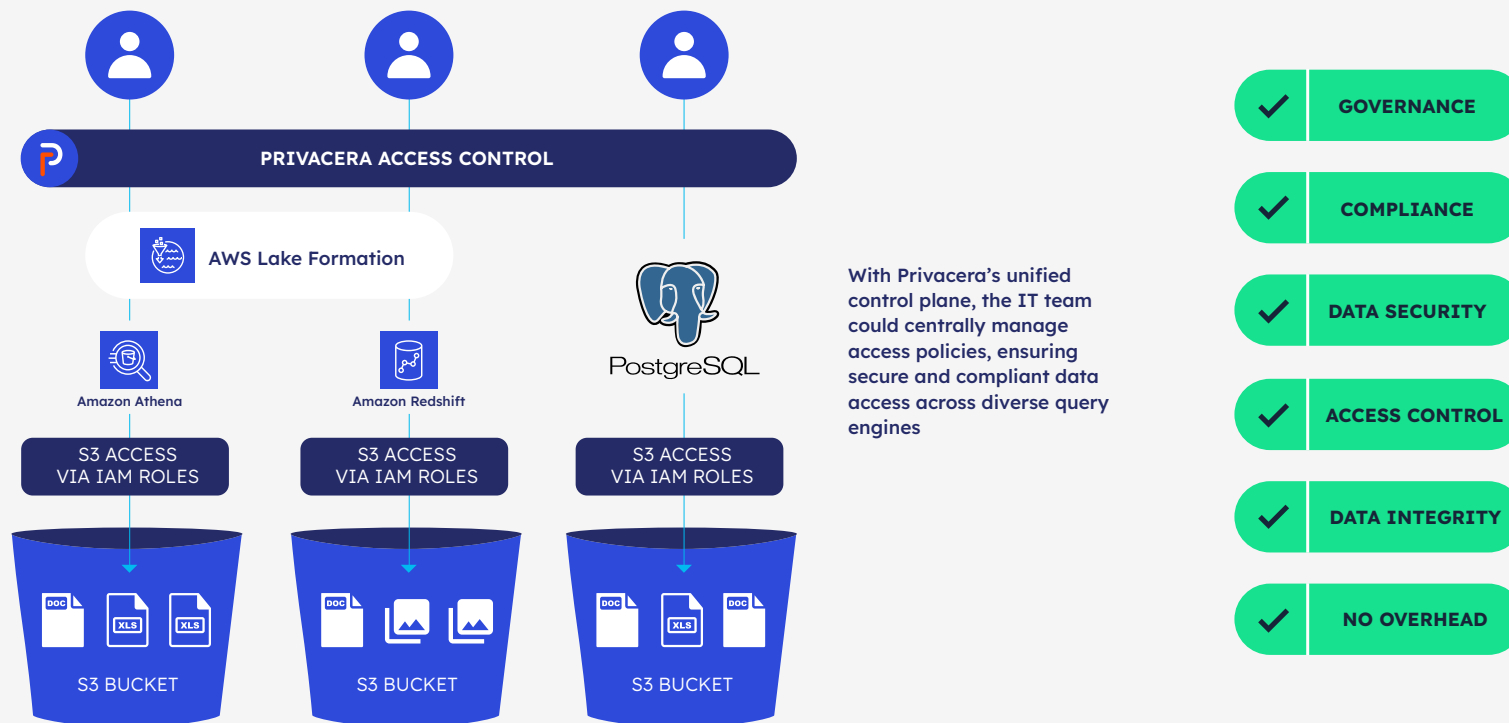 PRIVACERA ACCESS CONTROL
AWS Lake Formation
Amazon Athena
Amazon Redshift
PostgreSQL
S3 ACCESS
VIA IAM ROLES
S3 ACCESS
VIA IAM ROLES
S3 ACCESS
VIA IAM ROLES
DOC
XLS
XLS
S3 BUCKET
DOC
S3 BUCKET
DOC
XLS
DOC
S3 BUCKET
With Privacera’s unified
control plane, the IT team
could centrally manage
access policies, ensuring
secure and compliant data
access across diverse query
engines
GOVERNANCE
COMPLIANCE
DATA SECURITY
ACCESS CONTROL
DATA INTEGRITY
NO OVERHEAD